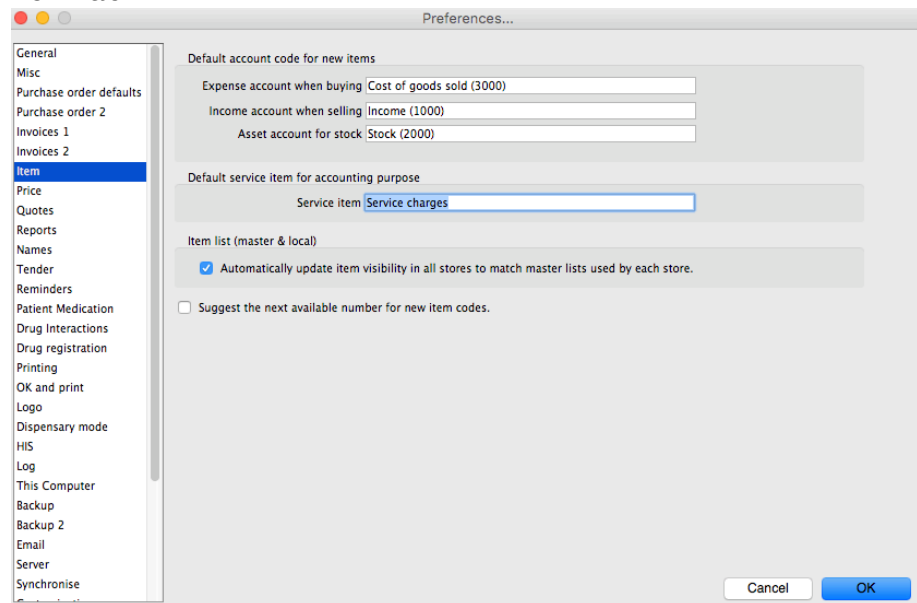 Preferences...
General
Misc
Purchase order defaults
Purchase order 2
Invoices 1
Invoices 2
Item
Price
Quotes
Reports
Names
Tender
Reminders
Patient Medication
Drug Interactions
Drug registration
Printing
OK and print
Logo
Dispensary mode
HIS
Log
This Computer
Backup
Backup 2
Email
Server
Synchronise
Default account code for new items
Expense account when buying Cost of goods sold (3000)
Income account when selling Income (1000)
Asset account for stock Stock (2000)
Default service item for accounting purpose
Service item Service charges
Item list (master & local)
Automatically update item visibility in all stores to match master lists used by each store.
Suggest the next available number for new item codes.
Cancel OK